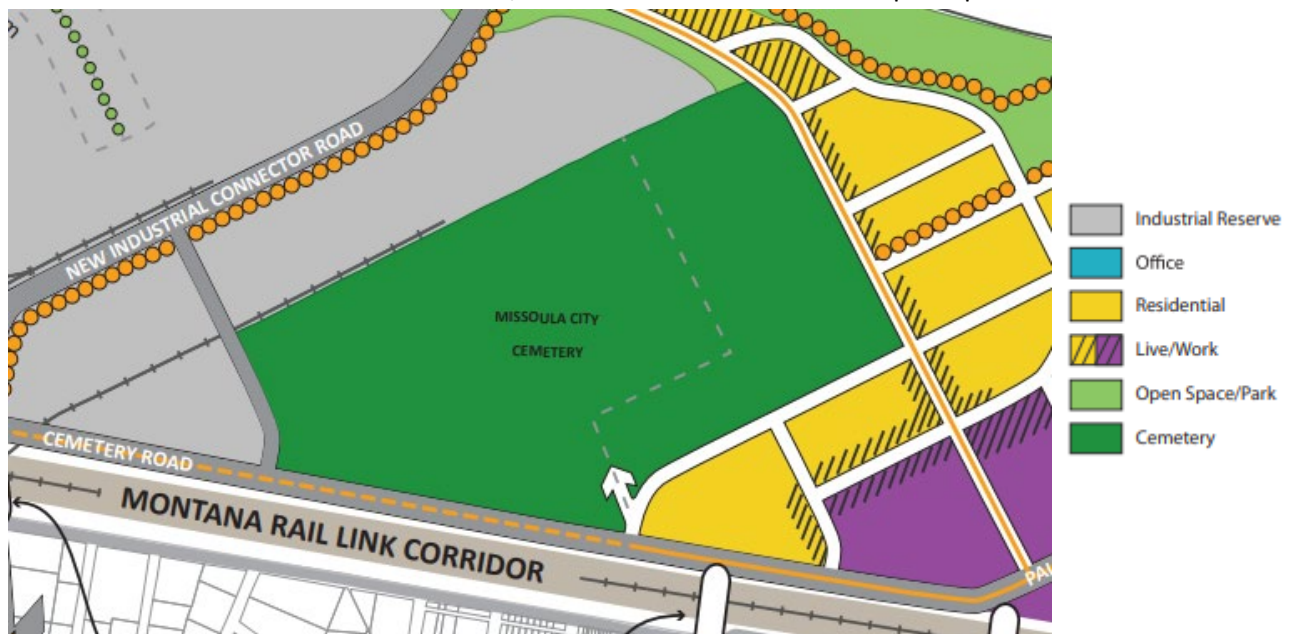 NEW INDUSTRIAL CONNECTOR ROAD
MISSOULA CITY
CEMETERY
CEMETERY ROAD
MONTANA RAIL LINK CORRIDOR
Industrial Reserve
Office
Residential
Live/Work
Open Space/Park
Cemetery